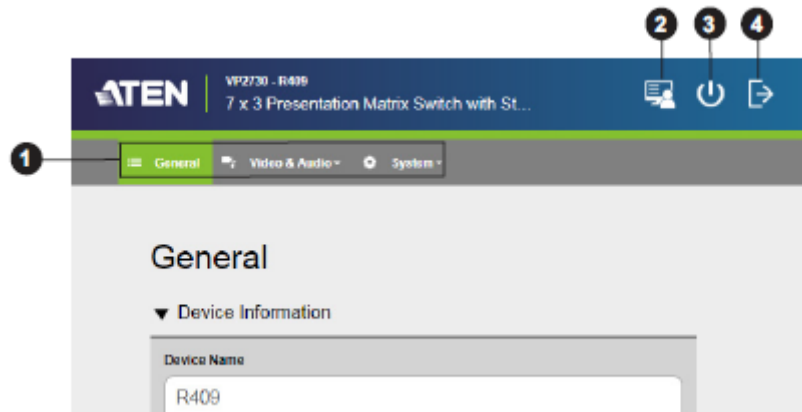 2 3 4
ATEN
VP2730 - R409
7 x 3 Presentation Matrix Switch with St...
1
General Video & Audio System
General
▼ Device Information
Device Name
R409